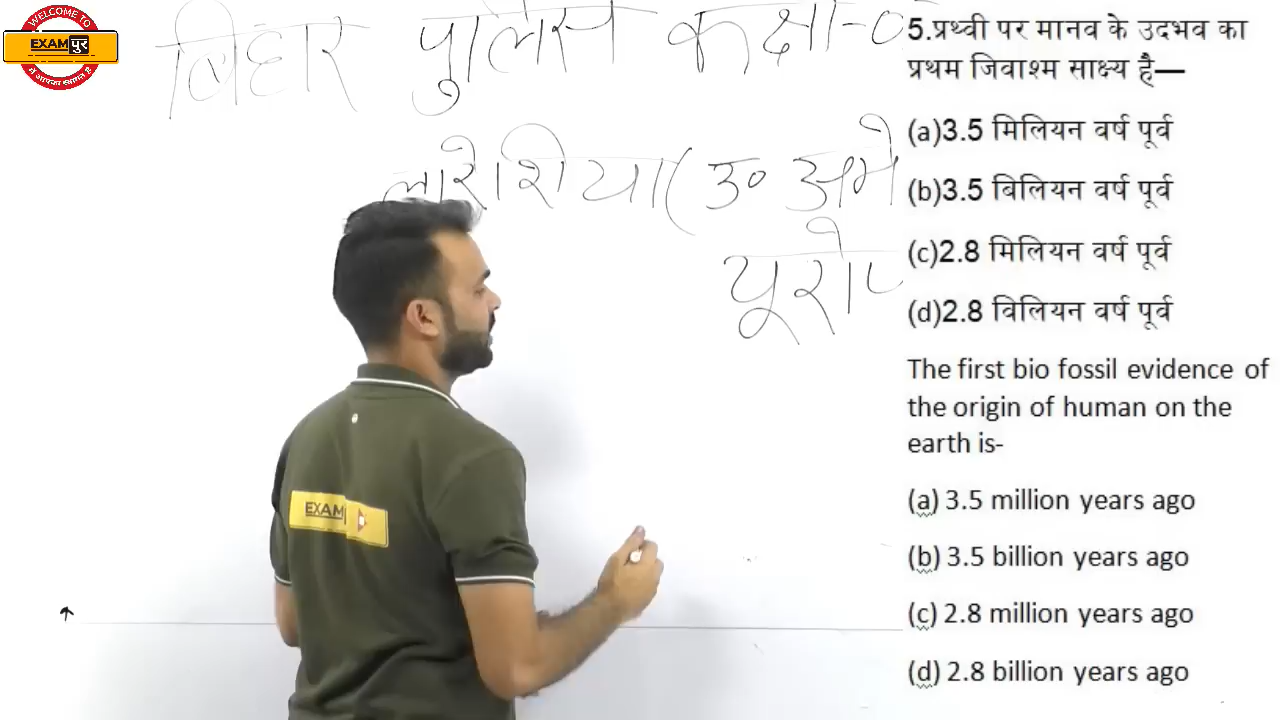 WELCOME TO
EXAMपुर
में आपका स्वागत है
बिहार पुलिस कक्षा-0
लारेशिया (उ० अमे
यूरोप
EXAM
5.प्रथ्वी पर मानव के उदभव का
प्रथम जिवाश्म साक्ष्य है—
(a)3.5 मिलियन वर्ष पूर्व
(b)3.5 बिलियन वर्ष पूर्व
(c)2.8 मिलियन वर्ष पूर्व
(d)2.8 विलियन वर्ष पूर्व
The first bio fossil evidence of
the origin of human on the
earth is-
(a) 3.5 million years ago
(b) 3.5 billion years ago
(c) 2.8 million years ago
(d) 2.8 billion years ago